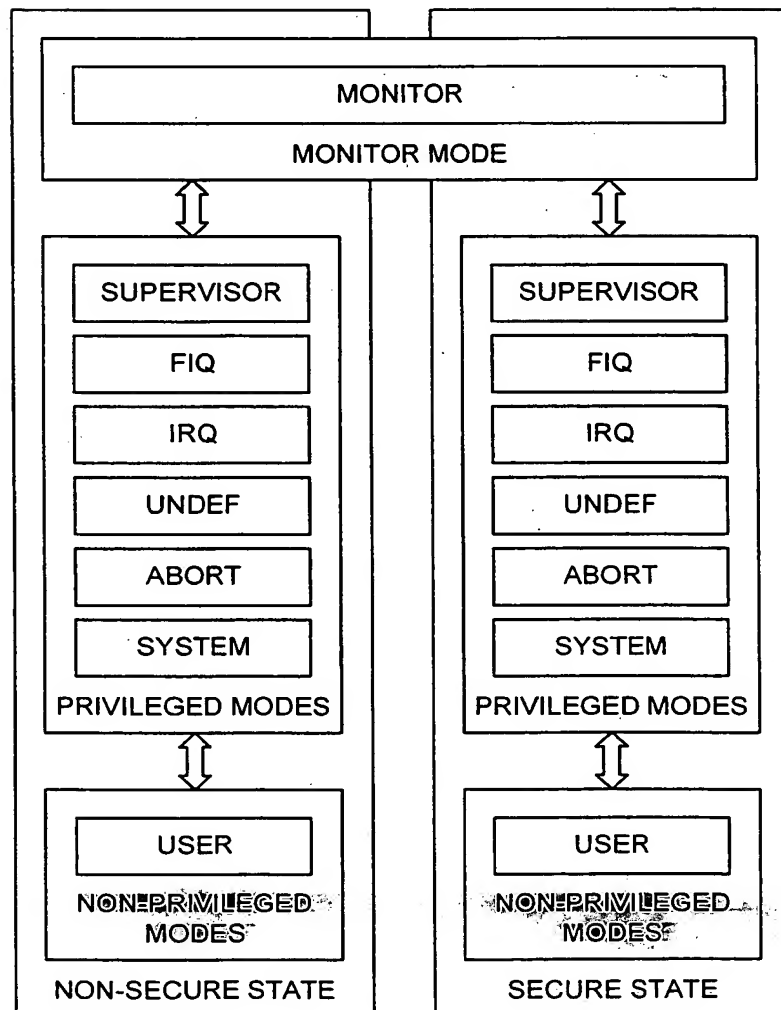 MONITOR
MONITOR MODE
SUPERVISOR
FIQ
IRQ
UNDEF
ABORT
SYSTEM
PRIVILEGED MODES
USER
NON-PRIVILEGED
MODES
NON-SECURE STATE
SUPERVISOR
FIQ
IRQ
UNDEF
ABORT
SYSTEM
PRIVILEGED MODES
USER
NON-PRIVILEGED
MODES
SECURE STATE